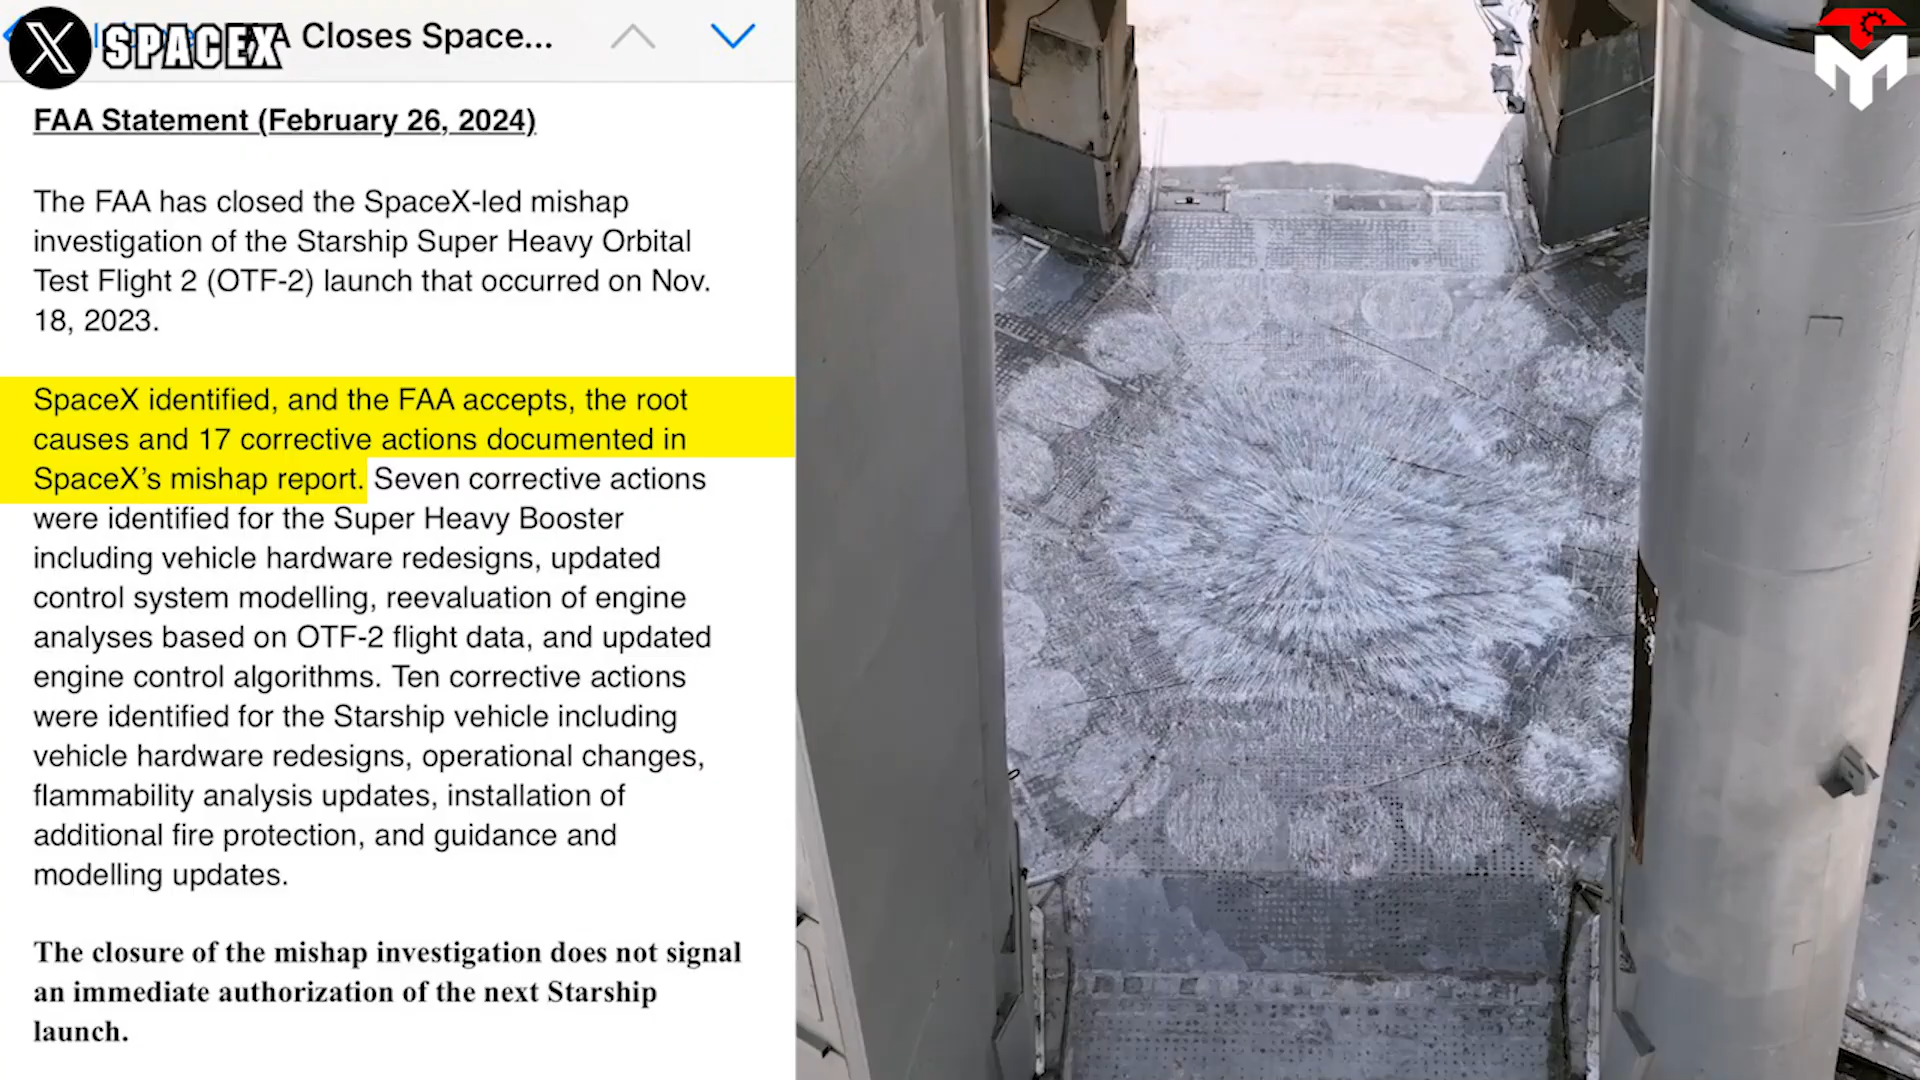 SPACEX
A Closes Space...
FAA Statement (February 26, 2024)
The FAA has closed the SpaceX-led mishap
investigation of the Starship Super Heavy Orbital
Test Flight 2 (OTF-2) launch that occurred on Nov.
18, 2023.
SpaceX identified, and the FAA accepts, the root
causes and 17 corrective actions documented in
SpaceX’s mishap report. Seven corrective actions
were identified for the Super Heavy Booster
including vehicle hardware redesigns, updated
control system modelling, reevaluation of engine
analyses based on OTF-2 flight data, and updated
engine control algorithms. Ten corrective actions
were identified for the Starship vehicle including
vehicle hardware redesigns, operational changes,
flammability analysis updates, installation of
additional fire protection, and guidance and
modelling updates.
The closure of the mishap investigation does not signal
an immediate authorization of the next Starship
launch.